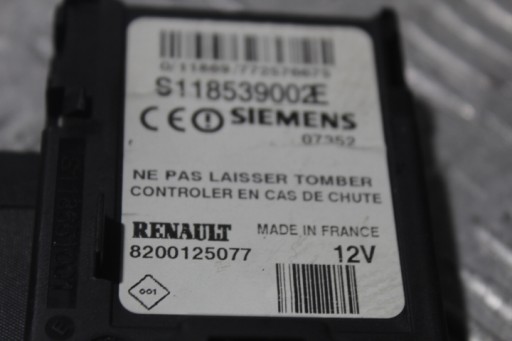 S118539002E
CE SIEMENS
07352
NE PAS LAISSER TOMBER
CONTROLER EN CAS DE CHUTE
RENAULT MADE IN FRANCE
8200125077 12V
001